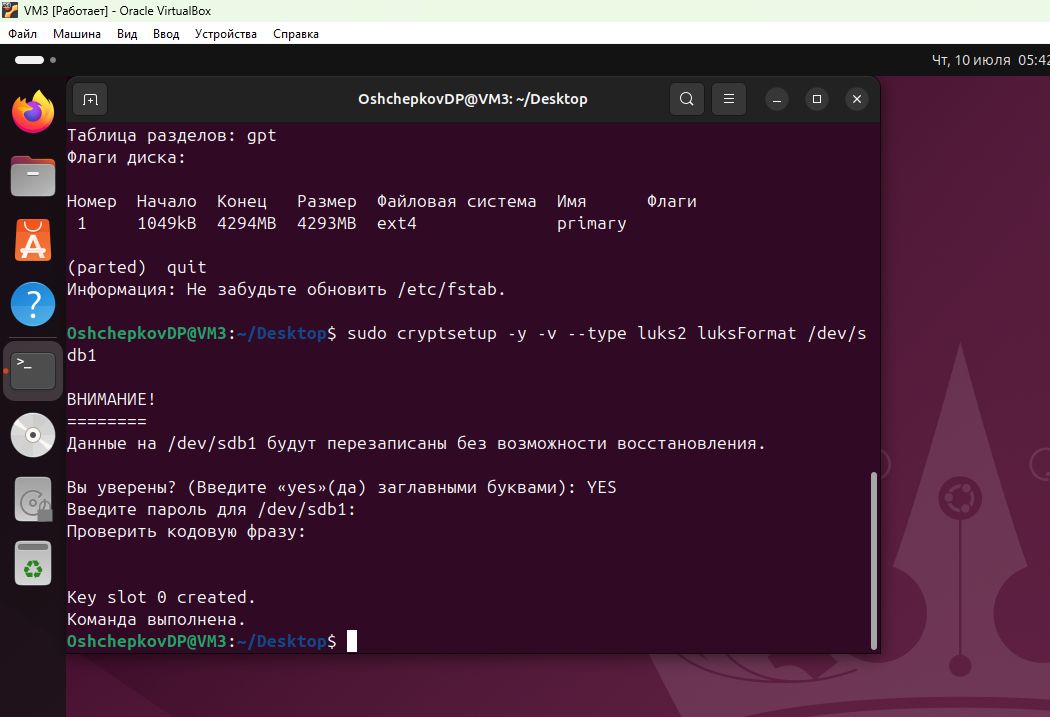 VM3 [Работает] - Oracle VirtualBox
Файл Машина Вид Ввод Устройства Справка
Чт, 10 июля 05:42
OshchepkovDP@VM3: ~/Desktop
Таблица разделов: gpt
Флаги диска:
Номер Начало Конец Размер Файловая система Имя Флаги
1 1049kB 4294MB 4293MB ext4 primary
(parted) quit
Информация: Не забудьте обновить /etc/fstab.
OshchepkovDP@VM3:~/Desktop$ sudo cryptsetup -y -v --type luks2 luksFormat /dev/s
db1
ВНИМАНИЕ!
========
Данные на /dev/sdb1 будут перезаписаны без возможности восстановления.
Вы уверены? (Введите «yes»(да) заглавными буквами): YES
Введите пароль для /dev/sdb1:
Проверить кодовую фразу:
Key slot 0 created.
Команда выполнена.
OshchepkovDP@VM3:~/Desktop$